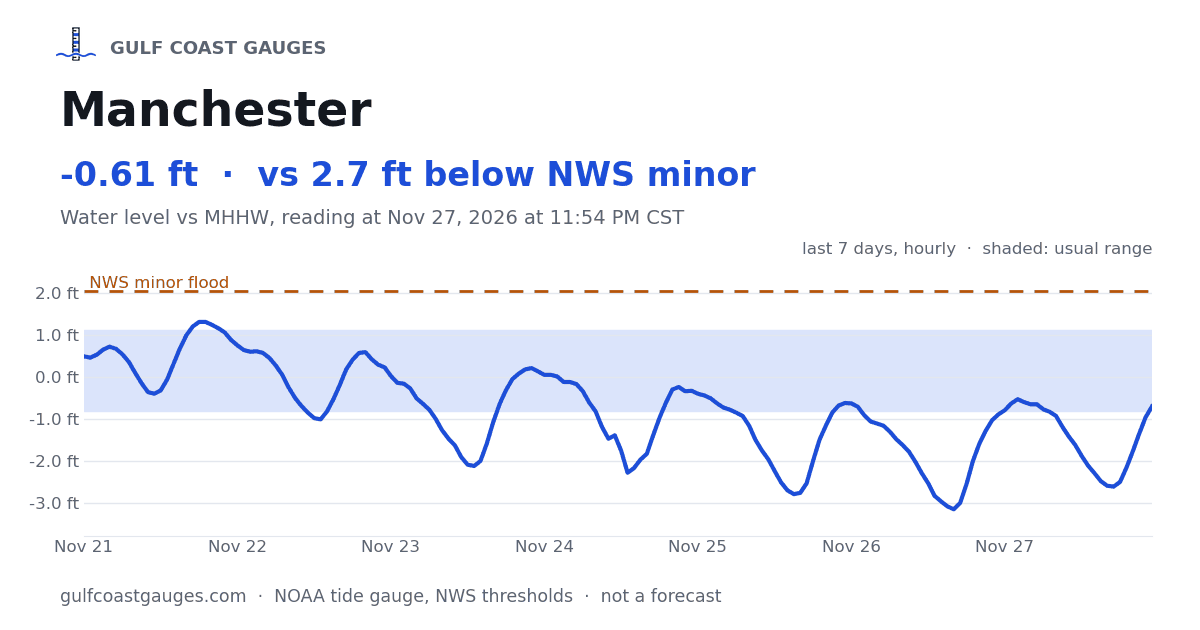 GULF COAST GAUGES
Manchester
-0.61 ft · vs 2.7 ft below NWS minor
Water level vs MHHW, reading at Nov 27, 2026 at 11:54 PM CST
last 7 days, hourly · shaded: usual range
NWS minor flood
2.0 ft
1.0 ft
0.0 ft
-1.0 ft
-2.0 ft
-3.0 ft
Nov 21 Nov 22 Nov 23 Nov 24 Nov 25 Nov 26 Nov 27
gulfcoastgauges.com · NOAA tide gauge, NWS thresholds · not a forecast